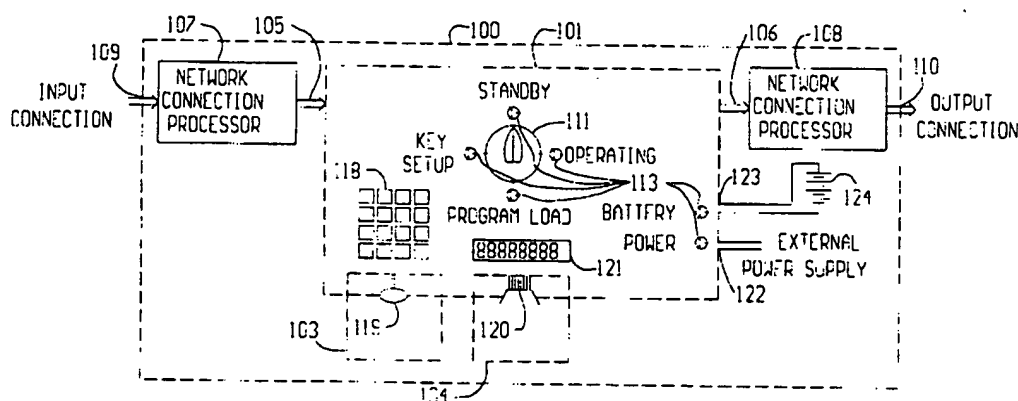 107 105 100 101 106 108
109 110
INPUT
CONNECTION
NETWORK
CONNECTION
PROCESSOR
STANDBY
111
KEY
SETUP
OPERATING
NETWORK
CONNECTION
PROCESSOR
OUTPUT
CONNECTION
118
113
123
124
PROGRAM LOAD
BATTERY
POWER
EXTERNAL
POWER SUPPLY
88888888
121
122
103
119
120
104